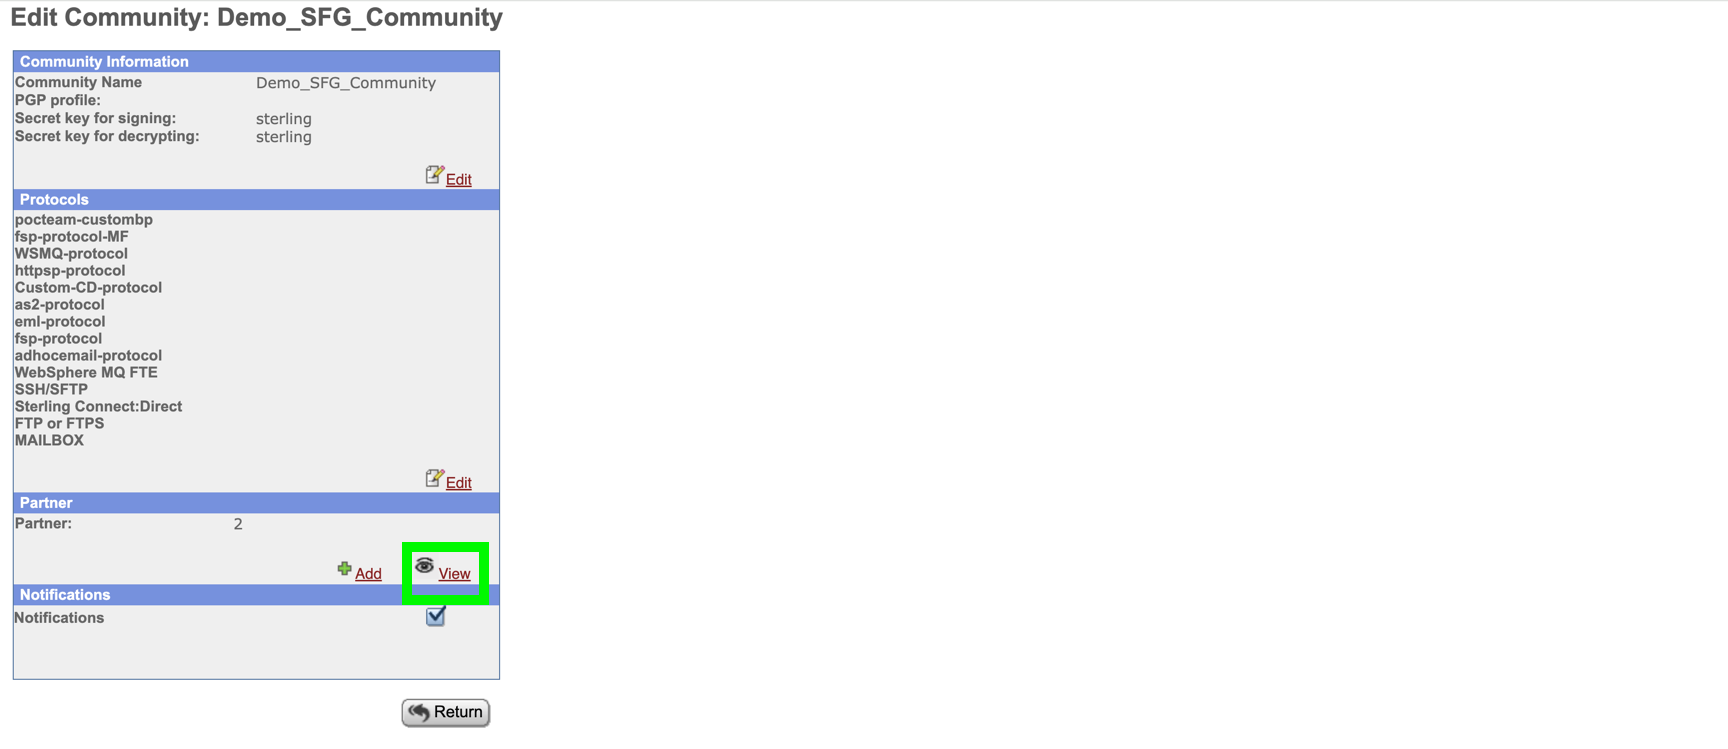 Edit Community: Demo_SFG_Community
Community Information
Community Name Demo_SFG_Community
PGP profile:
Secret key for signing: sterling
Secret key for decrypting: sterling
Edit
Protocols
pocteam-custombp
fsp-protocol-MF
WSMQ-protocol
httpsp-protocol
Custom-CD-protocol
as2-protocol
eml-protocol
fsp-protocol
adhocemail-protocol
WebSphere MQ FTE
SSH/SFTP
Sterling Connect:Direct
FTP or FTPS
MAILBOX
Edit
Partner
Partner: 2
Add View
Notifications
Notifications
Return